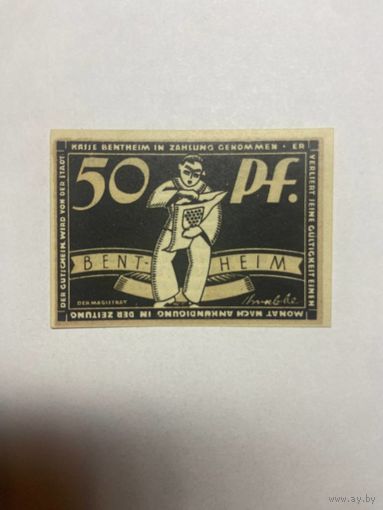 DER GUTSCHEIN WIRD VON DER STADT-
KASSE BENTHEIM IN ZAHLUNG GENOMMEN · ER
VERLIERT SEINE GÜLTIGKEIT EINEN
MONAT NACH ANKÜNDIGUNG IN DER ZEITUNG
50 Pf.
BENT- HEIM
DER MAGISTRAT
ay.by